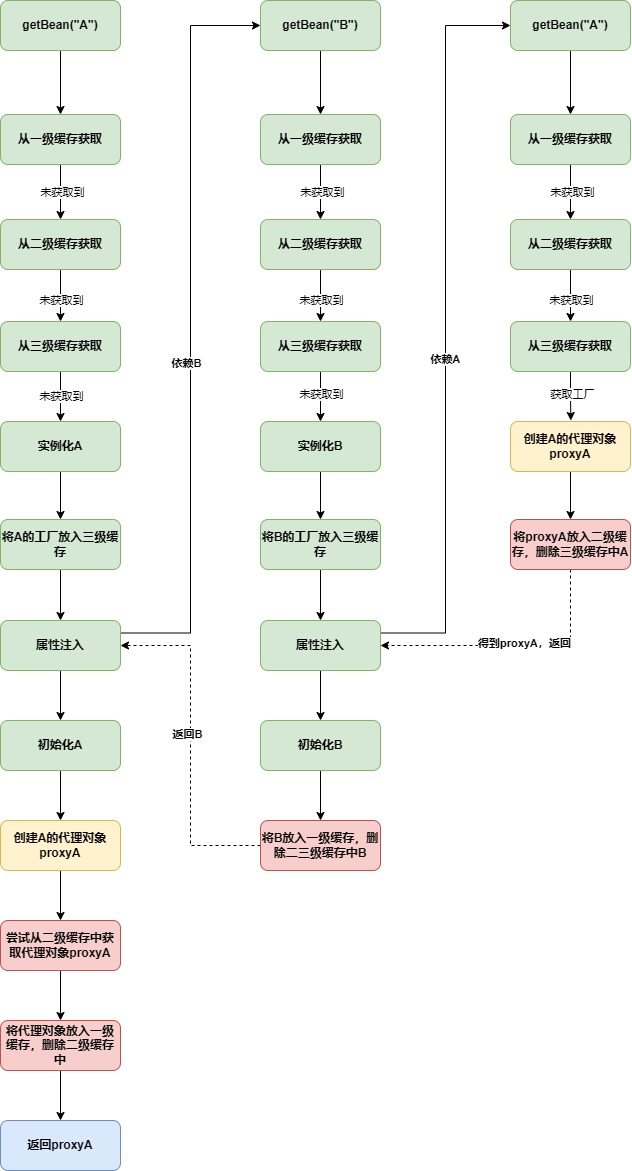 getBean("A")
从一级缓存获取
未获取到
从二级缓存获取
未获取到
从三级缓存获取
未获取到
实例化A
将A的工厂放入三级缓
存
属性注入
初始化A
创建A的代理对象
proxyA
尝试从二级缓存中获
取代理对象proxyA
将代理对象放入一级
缓存，删除二级缓存
中
返回proxyA
依赖B
返回B
getBean("B")
从一级缓存获取
未获取到
从二级缓存获取
未获取到
从三级缓存获取
未获取到
实例化B
将B的工厂放入三级缓
存
属性注入
初始化B
将B放入一级缓存，删
除二三级缓存中B
依赖A
getBean("A")
从一级缓存获取
未获取到
从二级缓存获取
未获取到
从三级缓存获取
获取工厂
创建A的代理对象
proxyA
将proxyA放入二级缓
存，删除三级缓存中A
得到proxyA，返回